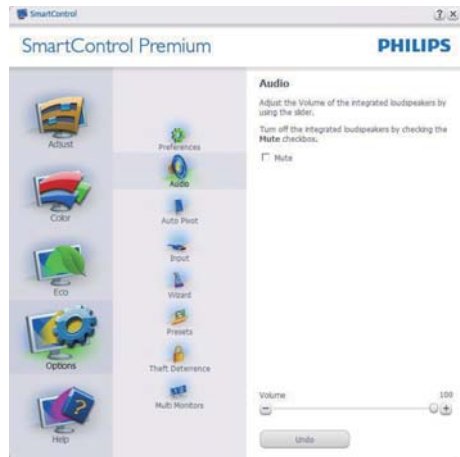 SmartControl
SmartControl Premium
PHILIPS
Adjust
Color
Eco
Options
Help
Preferences
Audio
Auto Pivot
Input
Wizard
Presets
Theft Deterrence
Multi Monitors
Audio
Adjust the Volume of the integrated loudspeakers by
using the slider.
Turn off the integrated loudspeakers by checking the
Mute checkbox.
Mute
Volume 100
Undo